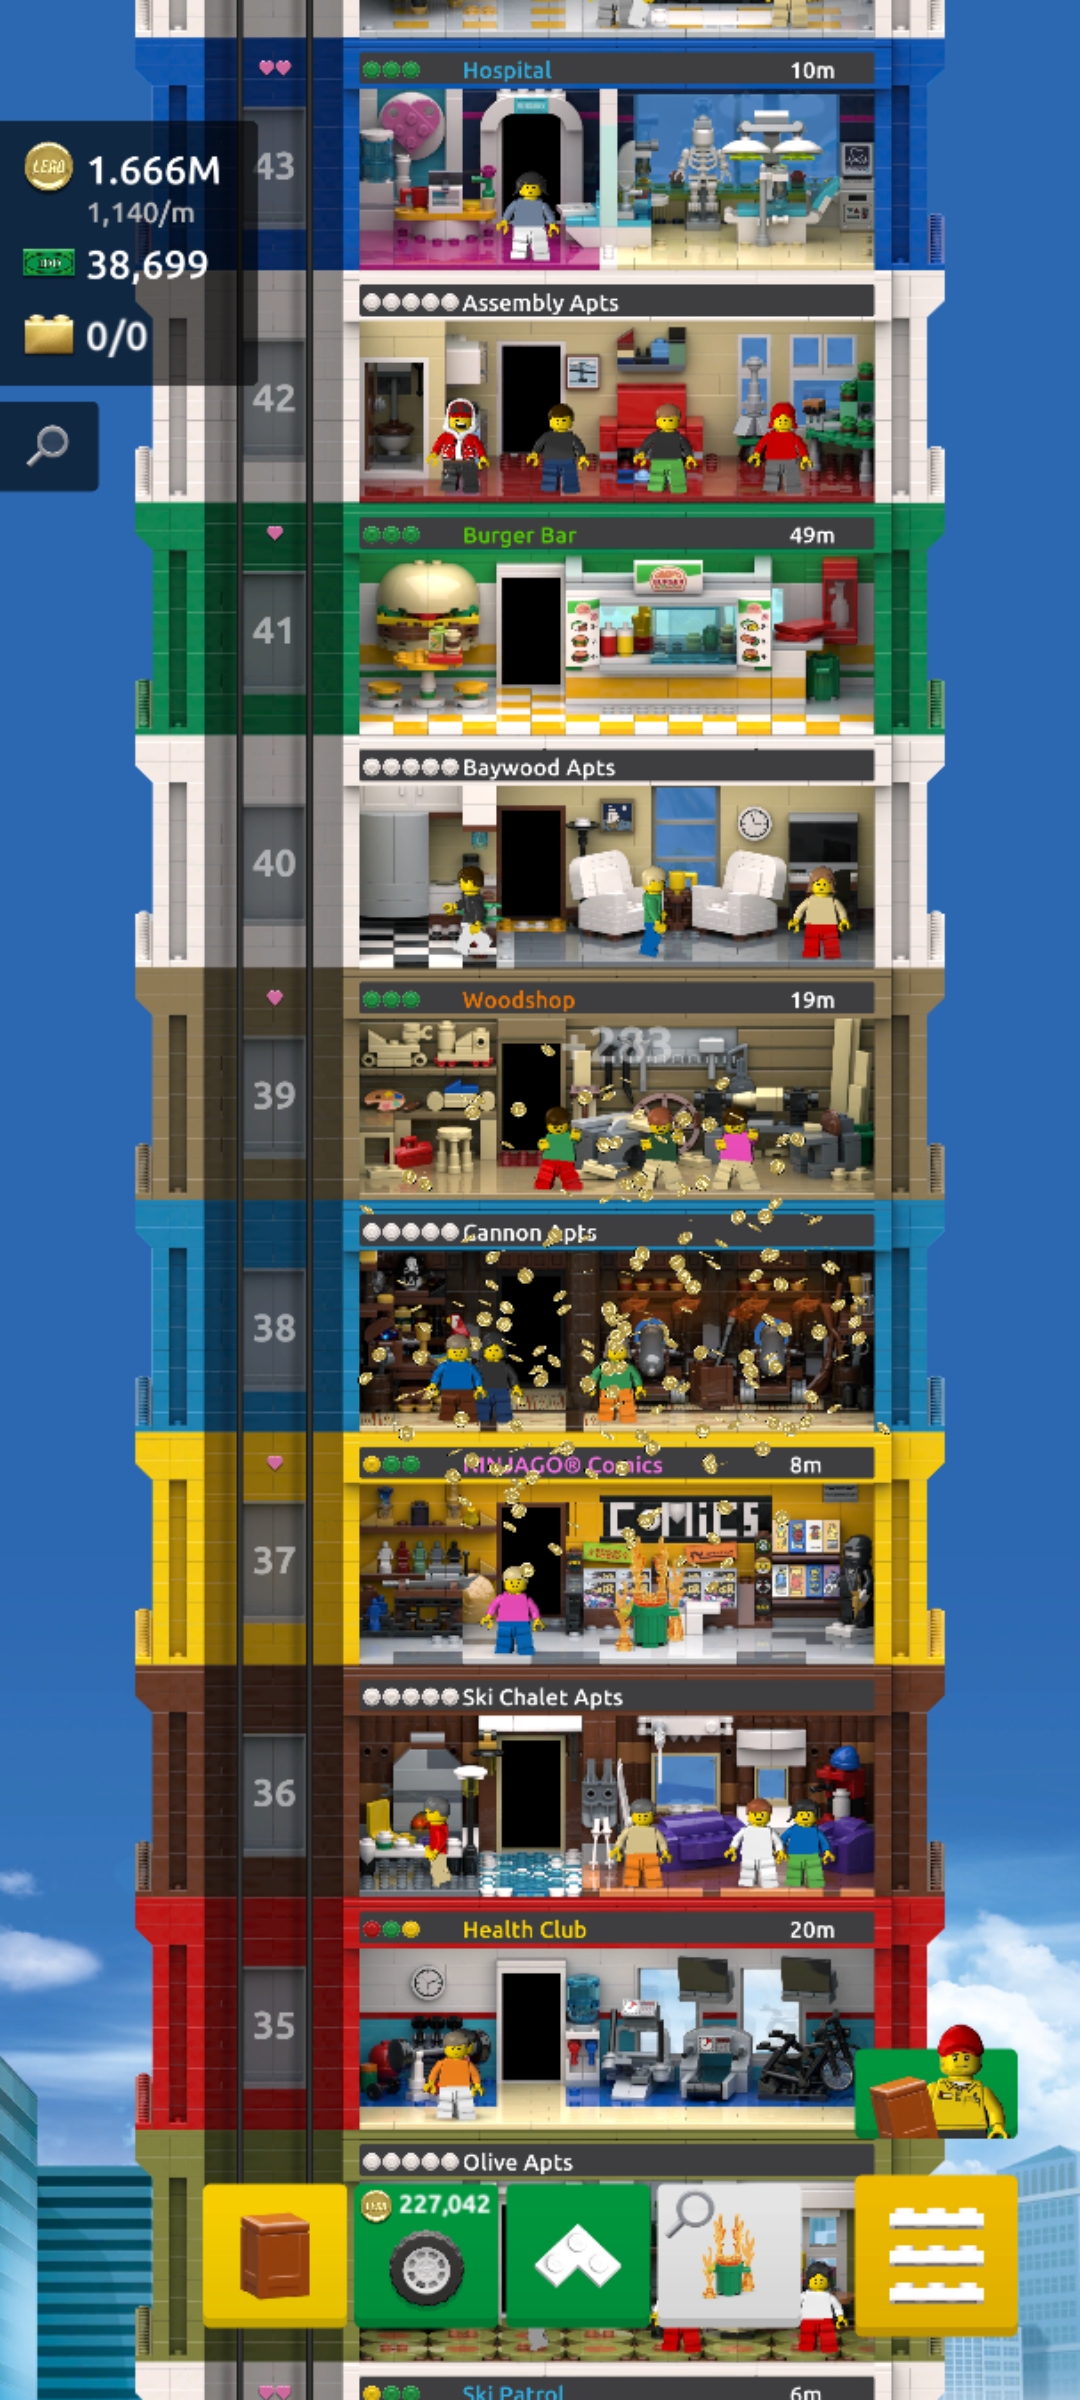 Hospital 10m
43
LEGO 1.666M
1,140/m
38,699
0/0
Assembly Apts
42
Burger Bar 49m
41
Baywood Apts
40
Woodshop 19m
+283
39
Cannon Apts
38
NINJAGO® Comics 8m
COMICS
37
Ski Chalet Apts
36
Health Club 20m
35
Olive Apts
227,042
Ski Patrol 6m